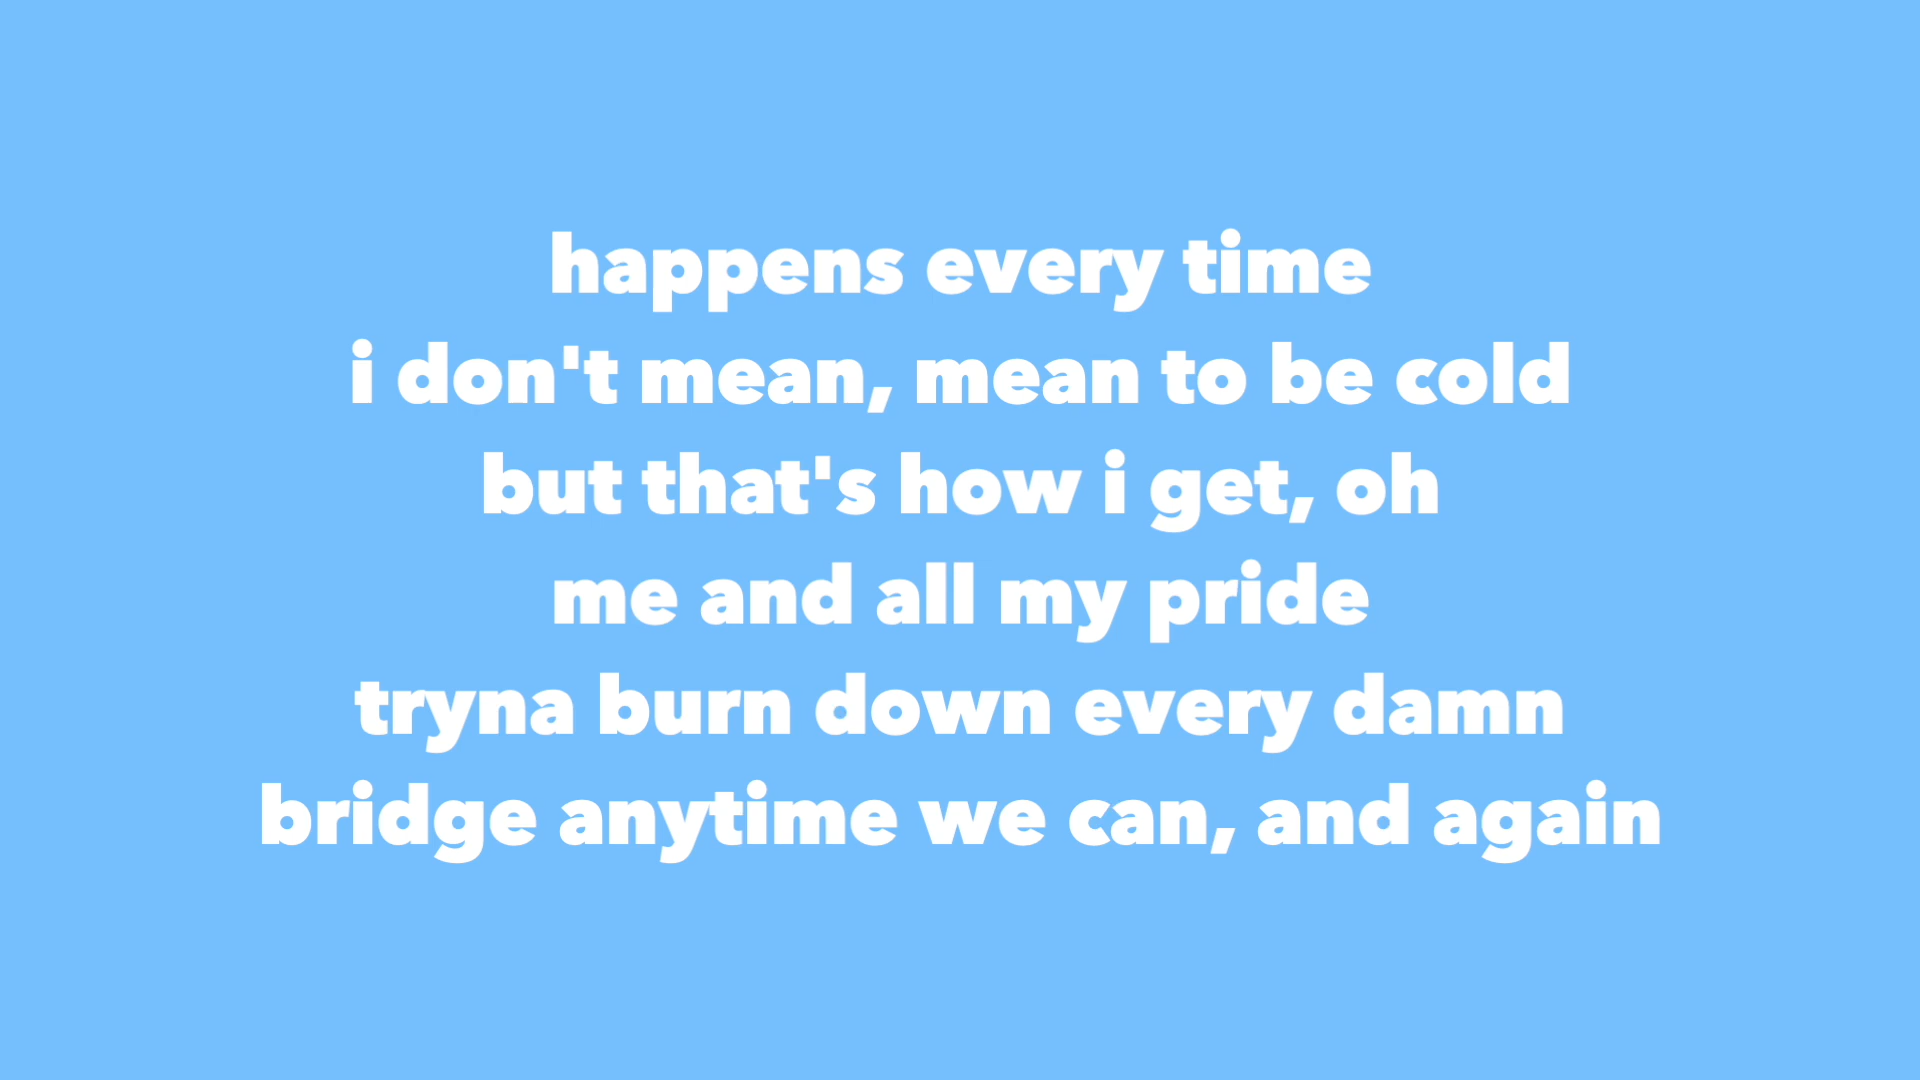 happens every time
i don't mean, mean to be cold
but that's how i get, oh
me and all my pride
tryna burn down every damn
bridge anytime we can, and again